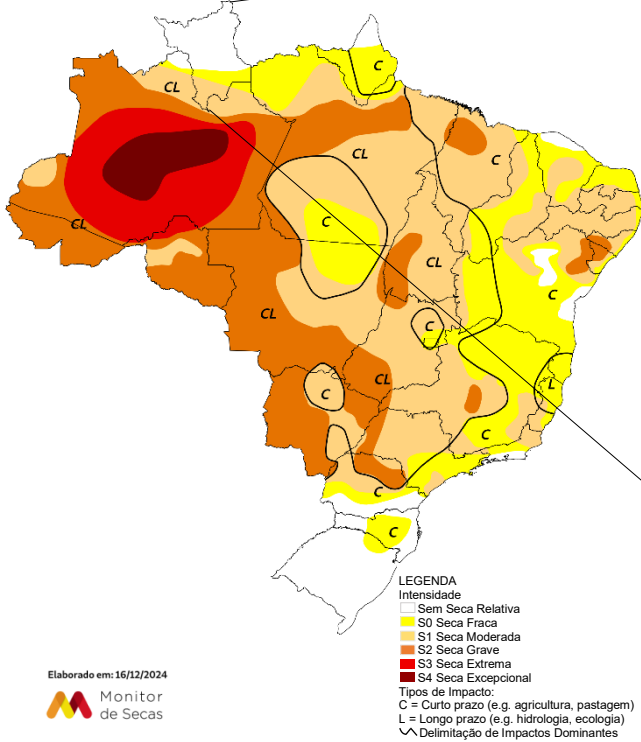 C
CL
CL
C
C
CL
CL
C
CL
C
CL
C
CL
L
C
C
C
LEGENDA
Intensidade
Sem Seca Relativa
S0 Seca Fraca
S1 Seca Moderada
S2 Seca Grave
S3 Seca Extrema
S4 Seca Excepcional
Tipos de Impacto:
C = Curto prazo (e.g. agricultura, pastagem)
L = Longo prazo (e.g. hidrologia, ecologia)
Delimitação de Impactos Dominantes
Elaborado em: 16/12/2024
Monitor
de Secas